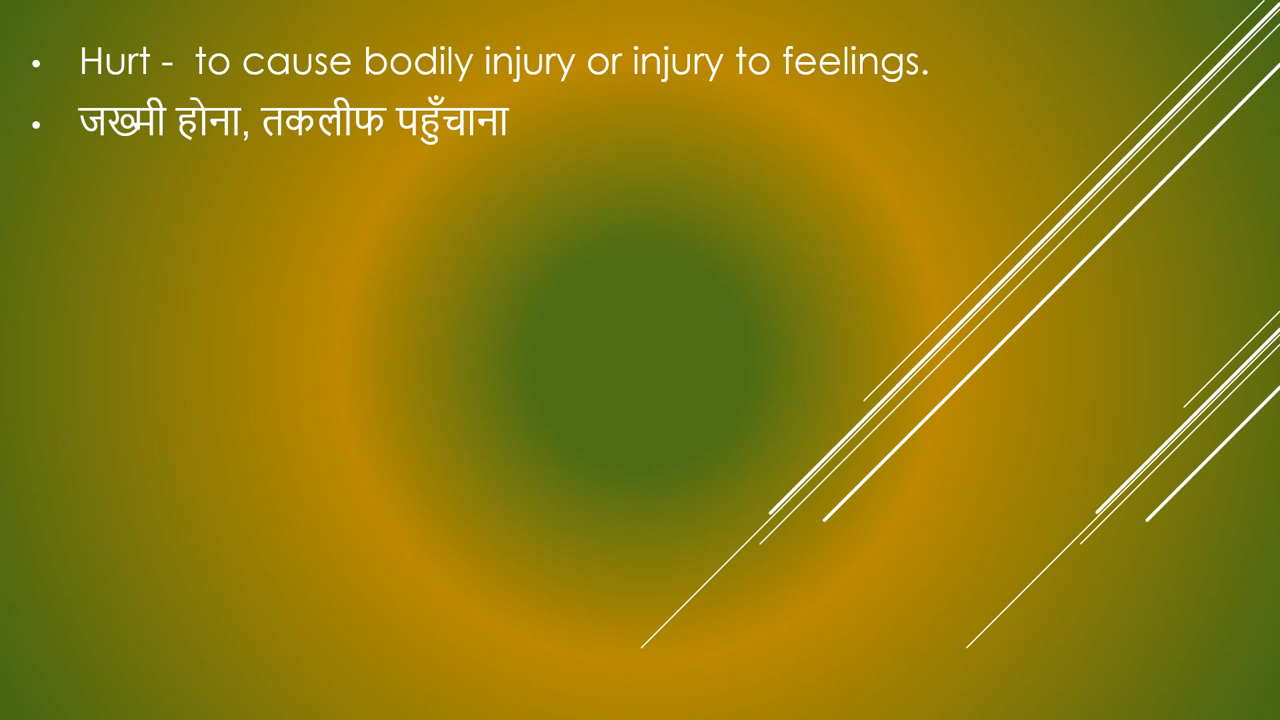 • Hurt -  to cause bodily injury or injury to feelings.
• जख्मी होना, तकलीफ पहुँचाना